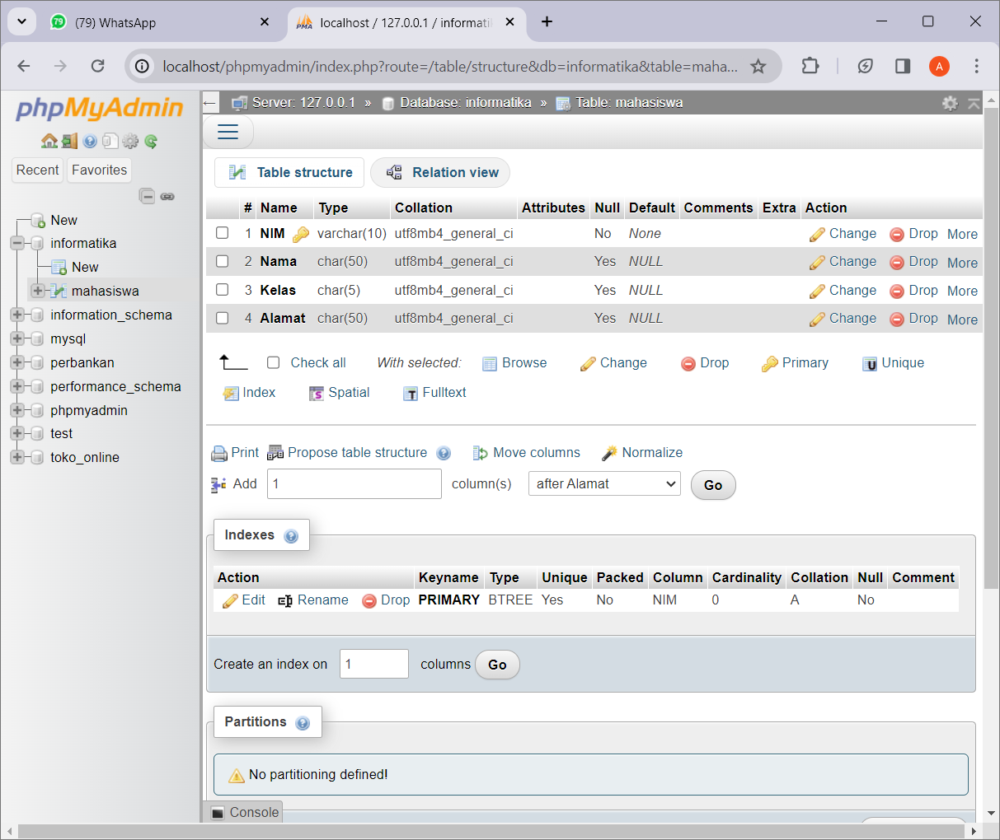 79 (79) WhatsApp
PMA localhost / 127.0.0.1 / informati
localhost/phpmyadmin/index.php?route=/table/structure&db=informatika&table=maha...
A
phpMyAdmin
Recent Favorites
New
informatika
New
mahasiswa
information_schema
mysql
perbankan
performance_schema
phpmyadmin
test
toko_online
Server: 127.0.0.1 » Database: informatika » Table: mahasiswa
Table structure Relation view
# Name Type Collation Attributes Null Default Comments Extra Action
1 NIM varchar(10) utf8mb4_general_ci No None Change Drop More
2 Nama char(50) utf8mb4_general_ci Yes NULL Change Drop More
3 Kelas char(5) utf8mb4_general_ci Yes NULL Change Drop More
4 Alamat char(50) utf8mb4_general_ci Yes NULL Change Drop More
Check all With selected: Browse Change Drop Primary Unique
Index Spatial Fulltext
Print Propose table structure Move columns Normalize
Add 1 column(s) after Alamat Go
Indexes
Action Keyname Type Unique Packed Column Cardinality Collation Null Comment
Edit Rename Drop PRIMARY BTREE Yes No NIM 0 A No
Create an index on 1 columns Go
Partitions
No partitioning defined!
Console